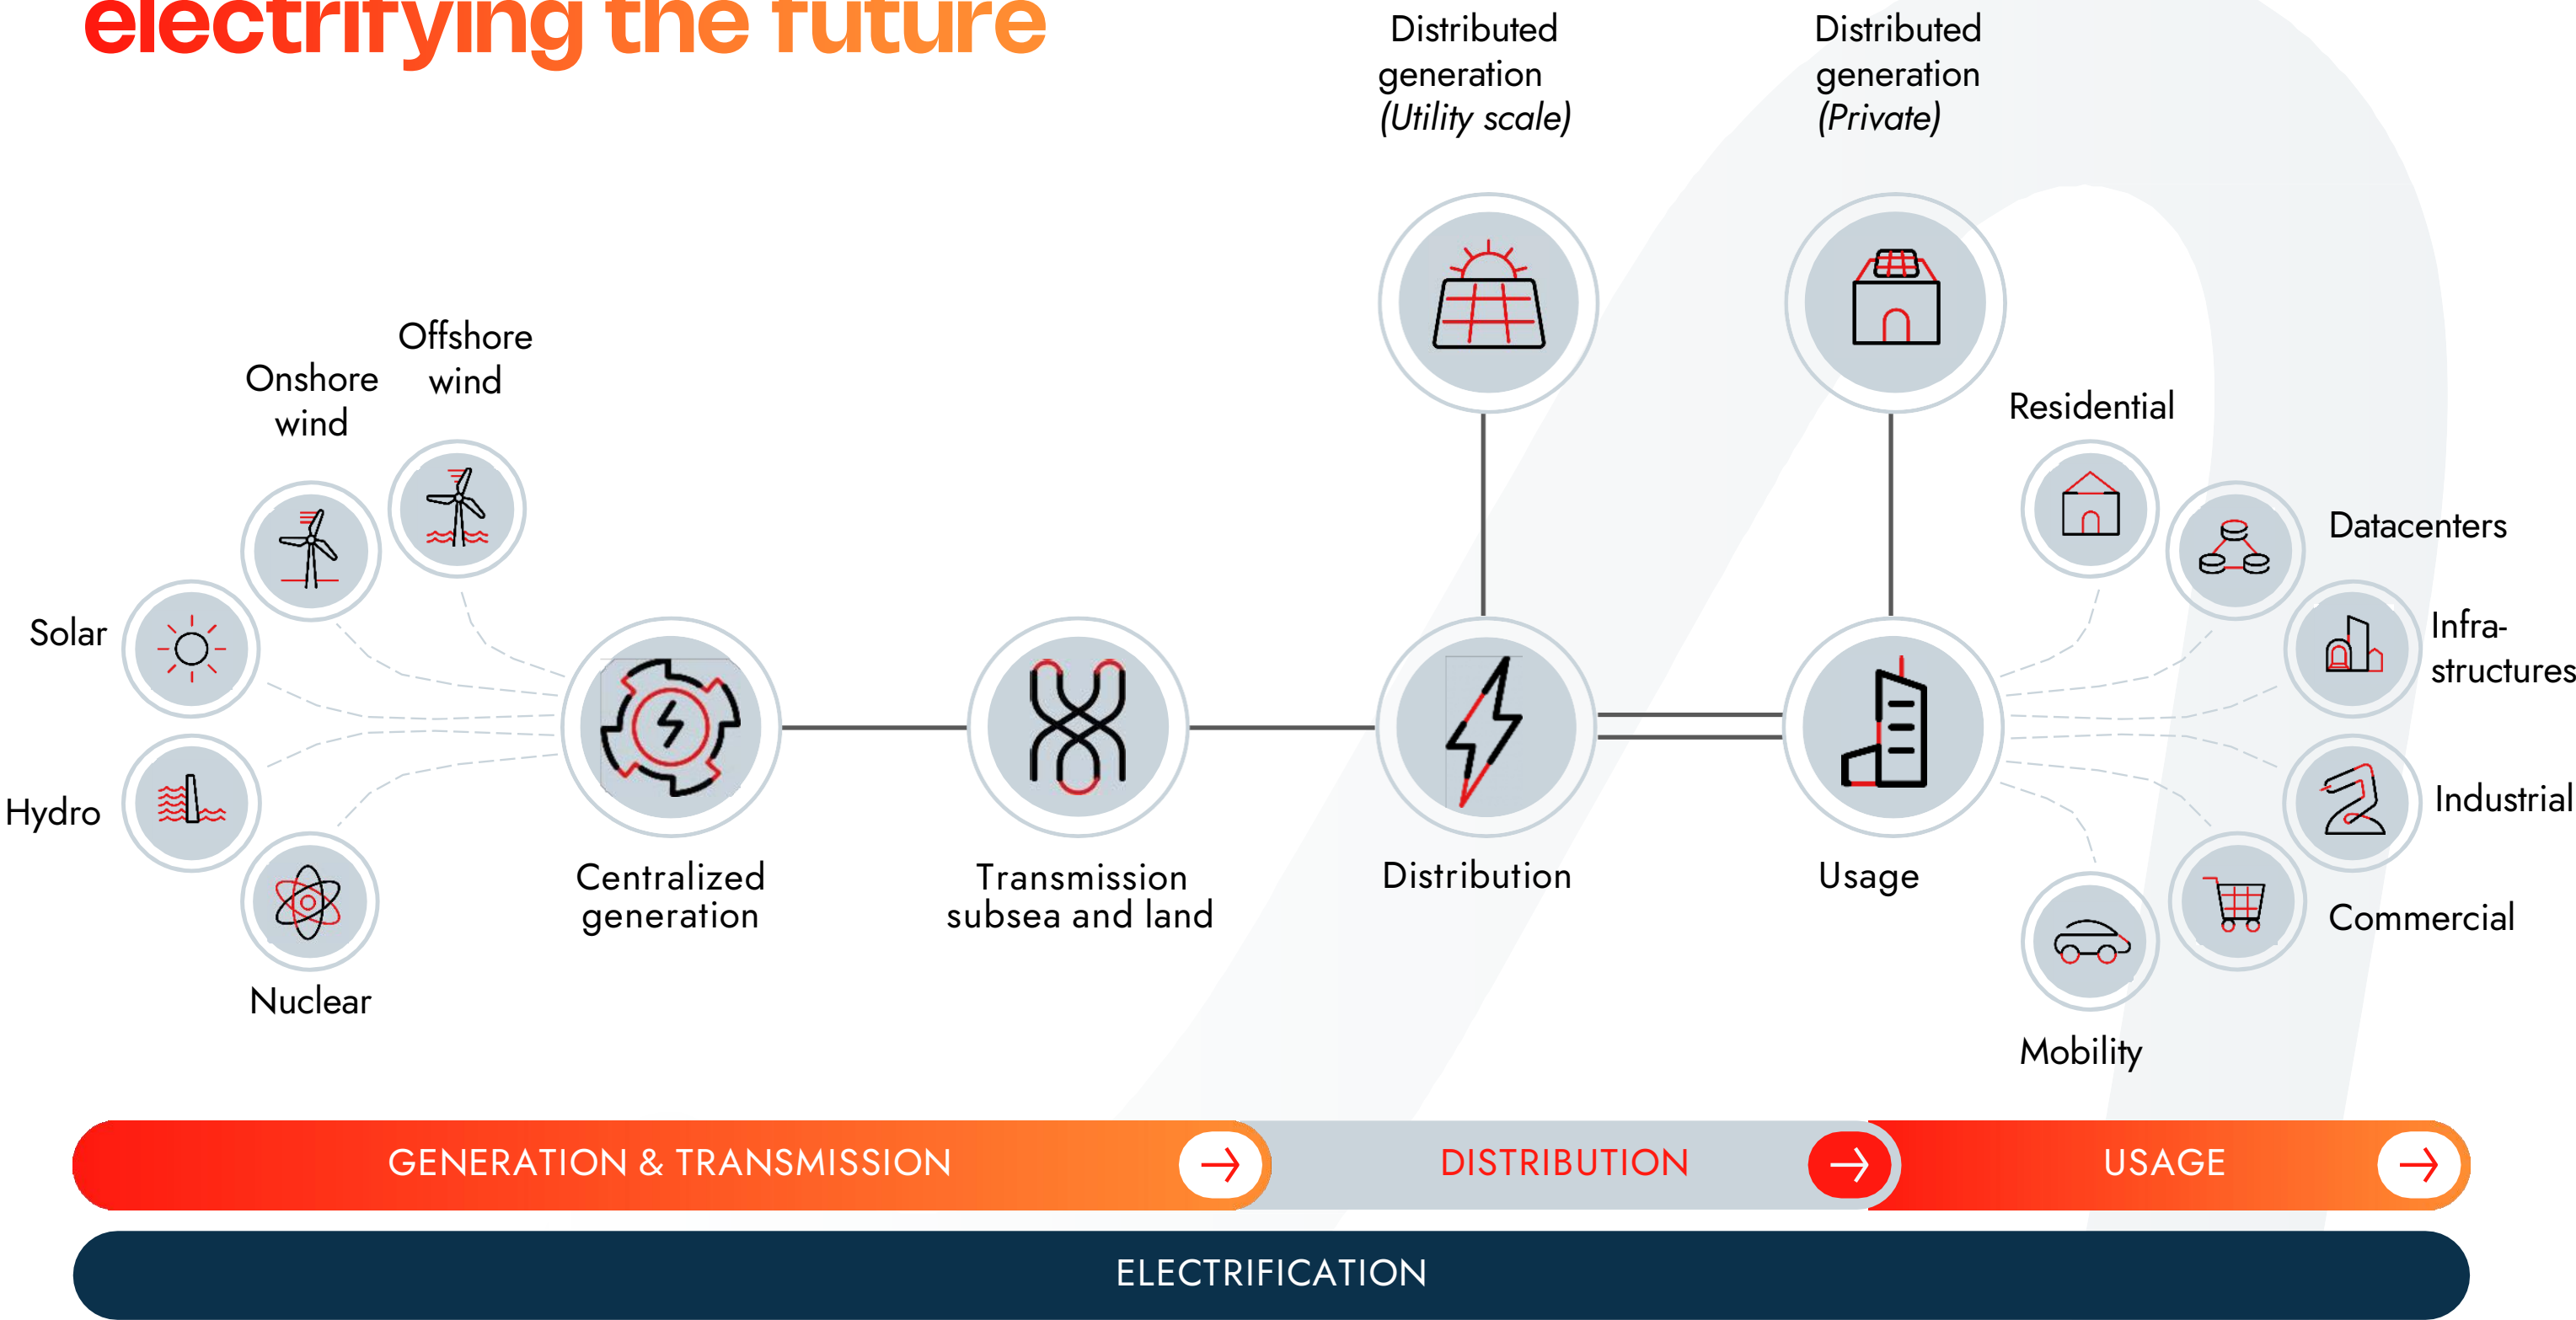 electrifying the future
Distributed
generation
(Utility scale)
Distributed
generation
(Private)
Offshore
wind
Onshore
wind
Solar
Hydro
Nuclear
Centralized
generation
Transmission
subsea and land
Distribution
Usage
Residential
Datacenters
Infra-
structures
Industrial
Commercial
Mobility
GENERATION & TRANSMISSION
DISTRIBUTION
USAGE
ELECTRIFICATION